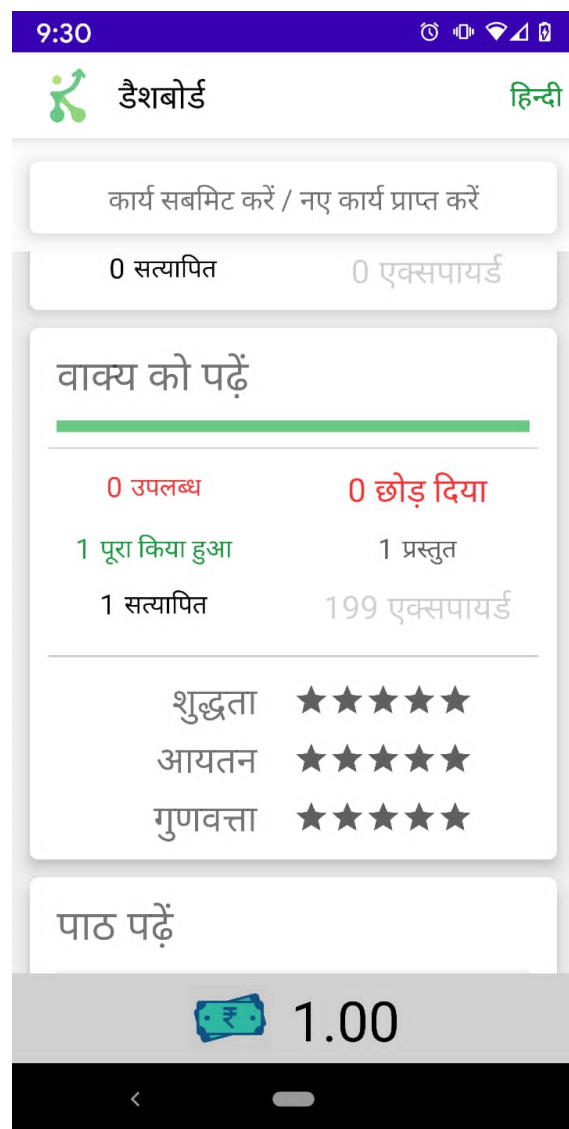 9:30
डैशबोर्ड हिन्दी
कार्य सबमिट करें / नए कार्य प्राप्त करें
0 सत्यापित 0 एक्सपायर्ड
वाक्य को पढ़ें
0 उपलब्ध 0 छोड़ दिया
1 पूरा किया हुआ 1 प्रस्तुत
1 सत्यापित 199 एक्सपायर्ड
शुद्धता ★★★★★
आयतन ★★★★★
गुणवत्ता ★★★★★
पाठ पढ़ें
₹ 1.00